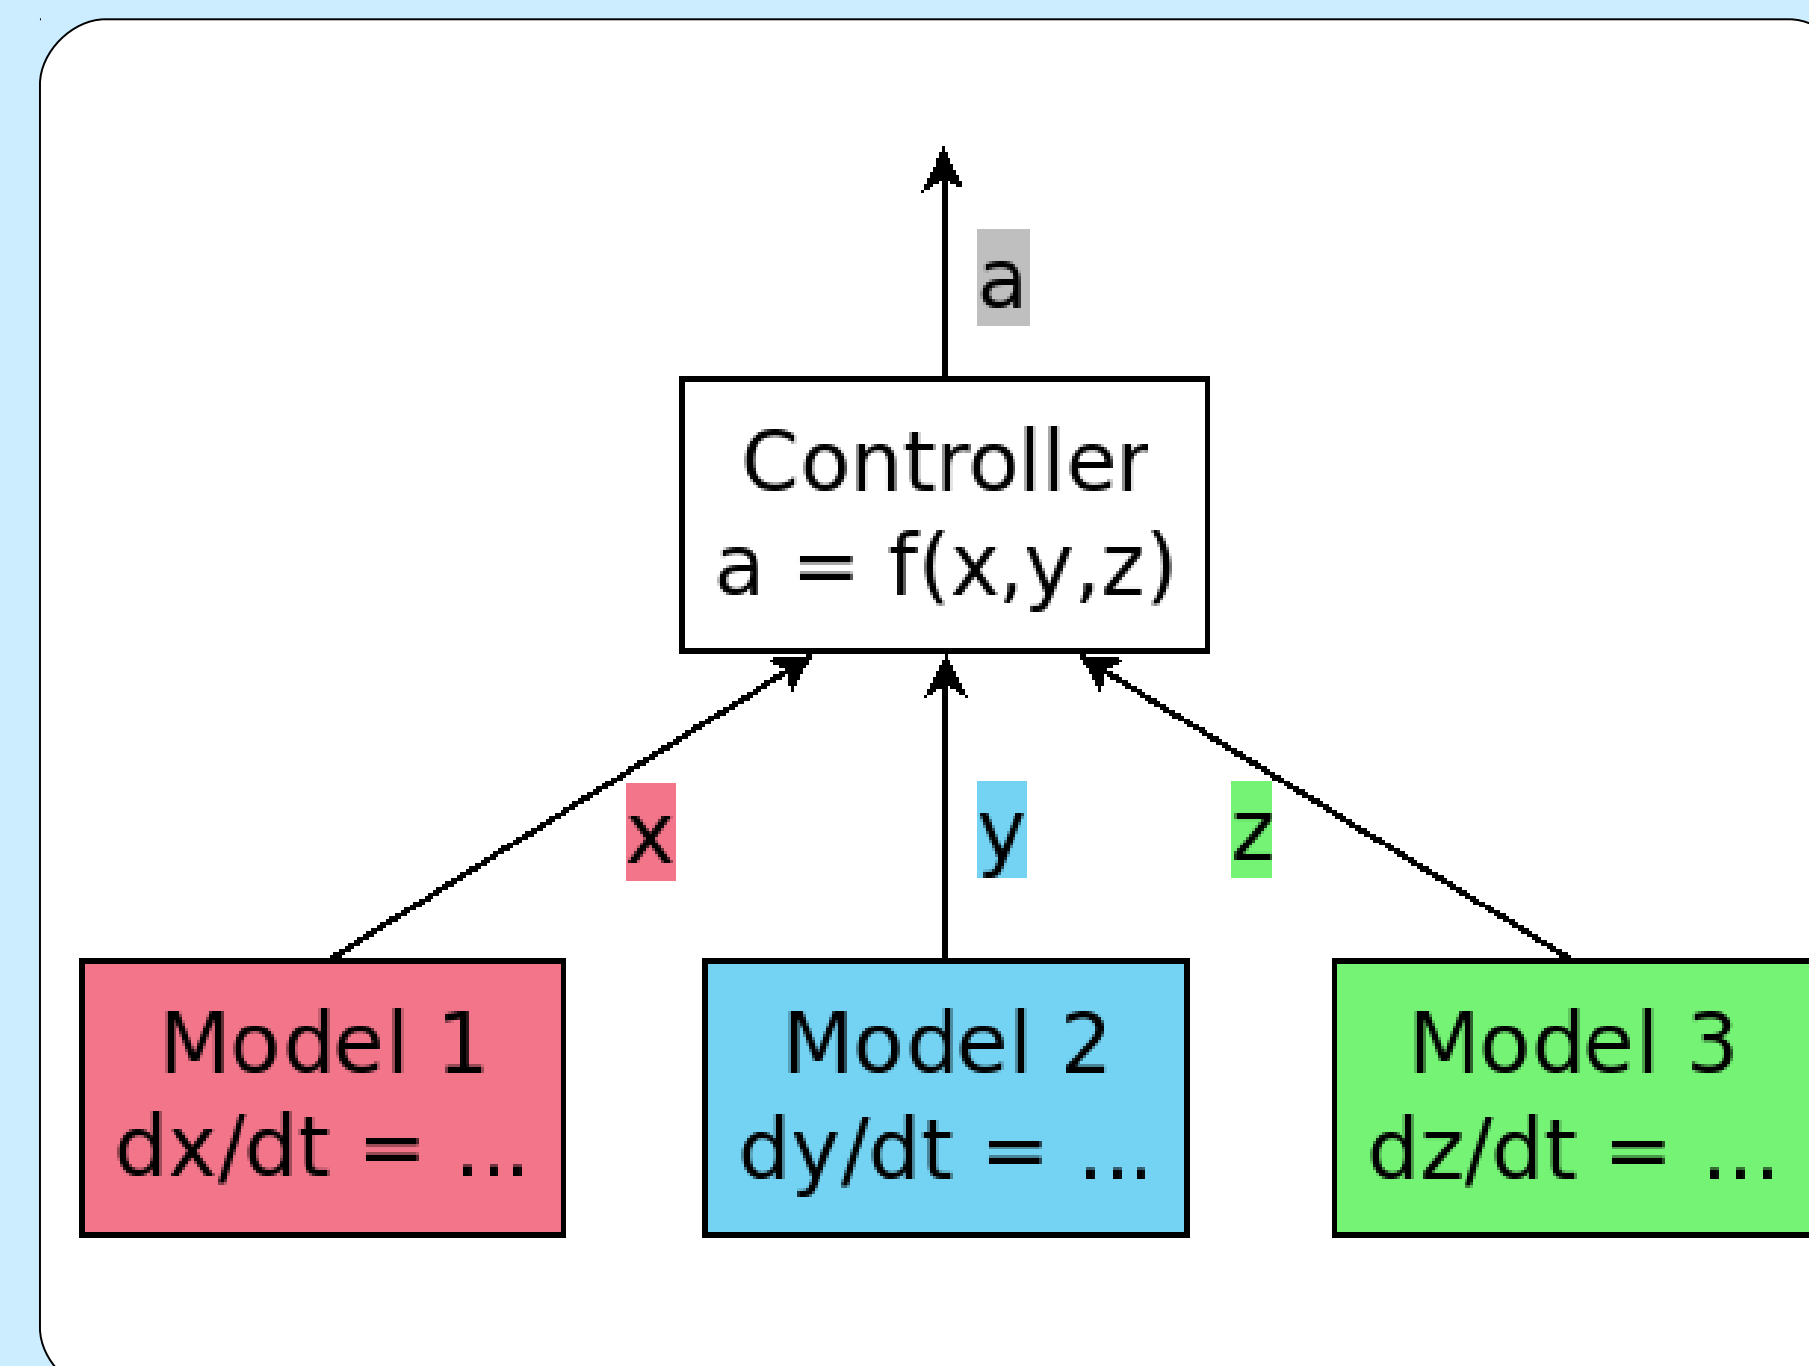 a
Controller
a = f(x,y,z)
x
y
z
Model 1
dx/dt = ...
Model 2
dy/dt = ...
Model 3
dz/dt = ...